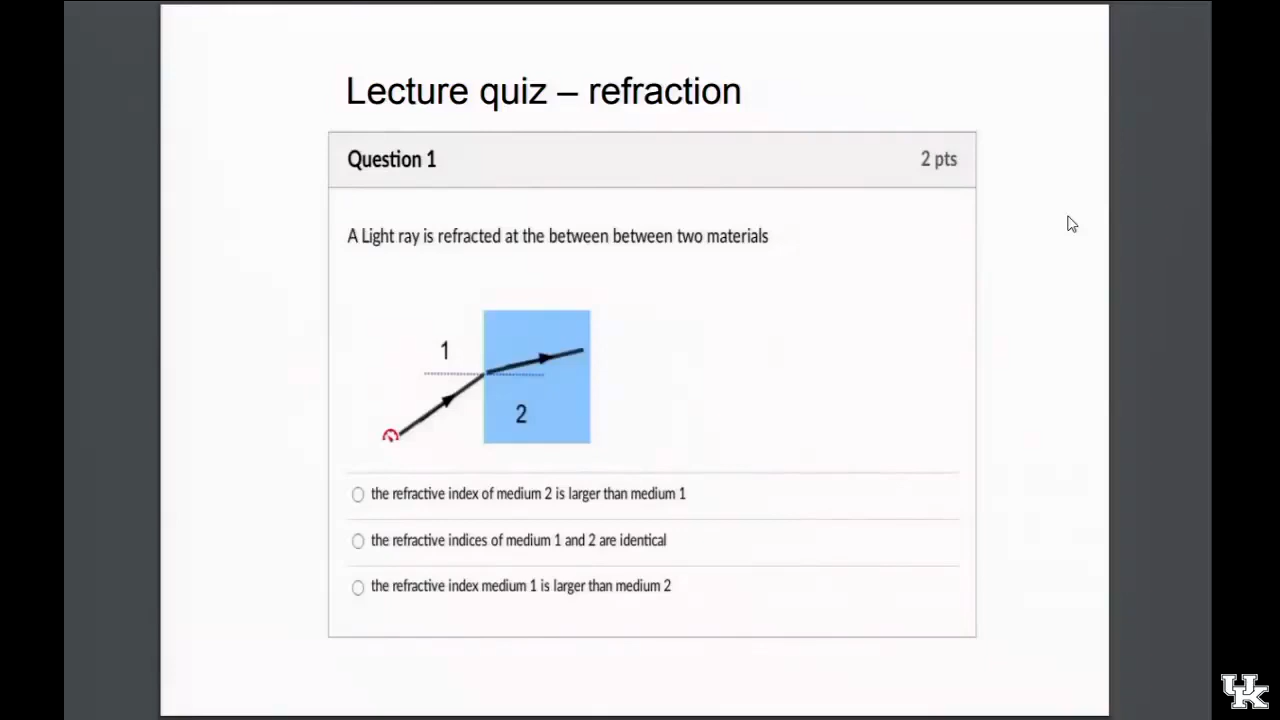 Lecture quiz – refraction
Question 1
2 pts
A Light ray is refracted at the between between two materials
1
2
the refractive index of medium 2 is larger than medium 1
the refractive indices of medium 1 and 2 are identical
the refractive index medium 1 is larger than medium 2
UK